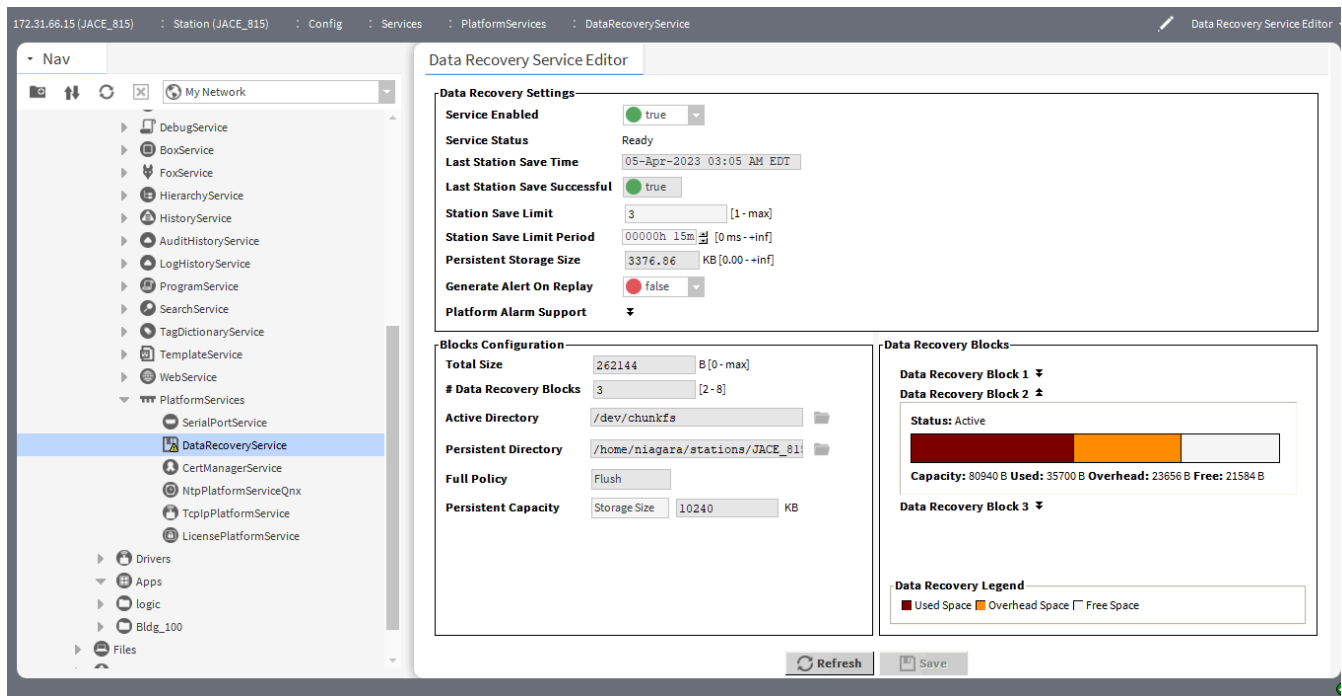 172.31.66.15 (JACE_815) : Station (JACE_815) : Config : Services : PlatformServices : DataRecoveryService Data Recovery Service Editor
Nav
My Network
DebugService
BoxService
FoxService
HierarchyService
HistoryService
AuditHistoryService
LogHistoryService
ProgramService
SearchService
TagDictionaryService
TemplateService
WebService
PlatformServices
SerialPortService
DataRecoveryService
CertManagerService
NtpPlatformServiceQnx
TcpIpPlatformService
LicensePlatformService
Drivers
Apps
logic
Bldg_100
Files
Data Recovery Service Editor
Data Recovery Settings
Service Enabled true
Service Status Ready
Last Station Save Time 05-Apr-2023 03:05 AM EDT
Last Station Save Successful true
Station Save Limit 3 [1 - max]
Station Save Limit Period 00000h 15m [0 ms - +inf]
Persistent Storage Size 3376.86 KB [0.00 - +inf]
Generate Alert On Replay false
Platform Alarm Support
Blocks Configuration
Total Size 262144 B [0 - max]
# Data Recovery Blocks 3 [2 - 8]
Active Directory /dev/chunkfs
Persistent Directory /home/niagara/stations/JACE_81
Full Policy Flush
Persistent Capacity Storage Size 10240 KB
Data Recovery Blocks
Data Recovery Block 1
Data Recovery Block 2
Status: Active
Capacity: 80940 B Used: 35700 B Overhead: 23656 B Free: 21584 B
Data Recovery Block 3
Data Recovery Legend
Used Space Overhead Space Free Space
Refresh Save